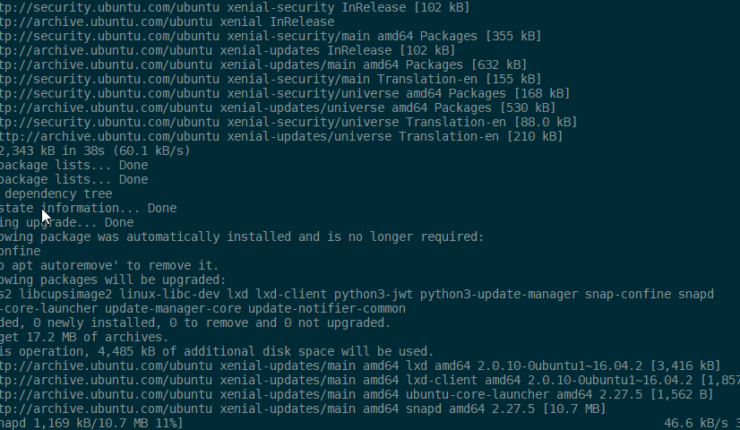 tp://security.ubuntu.com/ubuntu xenial-security InRelease [102 kB]
tp://archive.ubuntu.com/ubuntu xenial InRelease
tp://security.ubuntu.com/ubuntu xenial-security/main amd64 Packages [355 kB]
tp://archive.ubuntu.com/ubuntu xenial-updates InRelease [102 kB]
tp://archive.ubuntu.com/ubuntu xenial-updates/main amd64 Packages [632 kB]
tp://security.ubuntu.com/ubuntu xenial-security/main Translation-en [155 kB]
tp://security.ubuntu.com/ubuntu xenial-security/universe amd64 Packages [168 kB]
tp://archive.ubuntu.com/ubuntu xenial-updates/universe amd64 Packages [530 kB]
tp://security.ubuntu.com/ubuntu xenial-security/universe Translation-en [88.0 kB]
ttp://archive.ubuntu.com/ubuntu xenial-updates/universe Translation-en [210 kB]
2,343 kB in 38s (60.1 kB/s)
package lists... Done
package lists... Done
dependency tree
state information... Done
ing upgrade... Done
owing package was automatically installed and is no longer required:
onfine
o apt autoremove' to remove it.
owing packages will be upgraded:
s2 libcupsimage2 linux-libc-dev lxd lxd-client python3-jwt python3-update-manager snap-confine snapd
-core-launcher update-manager-core update-notifier-common
ded, 0 newly installed, 0 to remove and 0 not upgraded.
get 17.2 MB of archives.
is operation, 4,485 kB of additional disk space will be used.
ttp://archive.ubuntu.com/ubuntu xenial-updates/main amd64 lxd amd64 2.0.10-0ubuntu1~16.04.2 [3,416 kB]
ttp://archive.ubuntu.com/ubuntu xenial-updates/main amd64 lxd-client amd64 2.0.10-0ubuntu1~16.04.2 [1,857
ttp://archive.ubuntu.com/ubuntu xenial-updates/main amd64 ubuntu-core-launcher amd64 2.27.5 [1,562 B]
ttp://archive.ubuntu.com/ubuntu xenial-updates/main amd64 snapd amd64 2.27.5 [10.7 MB]
napd 1,169 kB/10.7 MB 11%] 46.6 kB/s 3